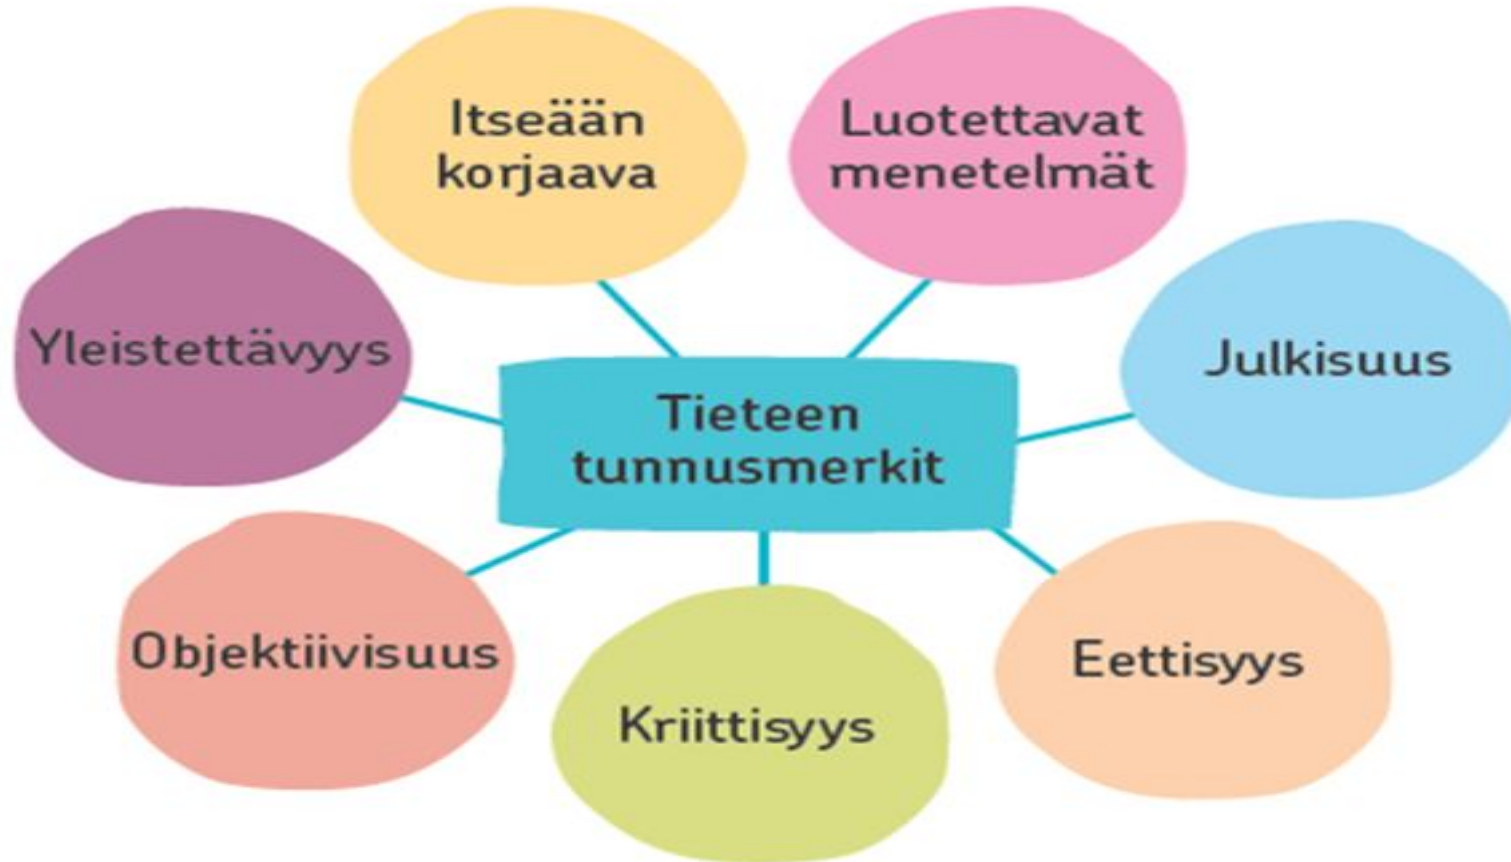 Itseään
korjaava
Luotettavat
menetelmät
Yleistettävyys
Julkisuus
Tieteen
tunnusmerkit
Objektiivisuus
Eettisyys
Kriittisyys